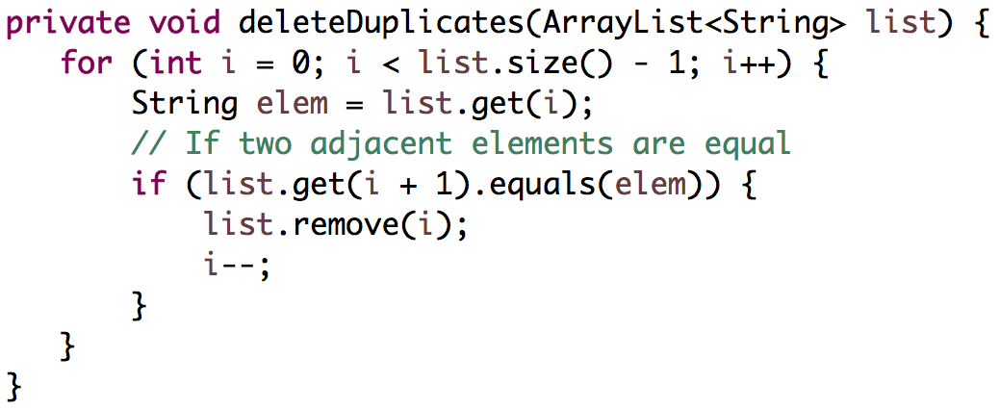 private void deleteDuplicates(ArrayList<String> list) {
   for (int i = 0; i < list.size() - 1; i++) {
       String elem = list.get(i);
       // If two adjacent elements are equal
       if (list.get(i + 1).equals(elem)) {
           list.remove(i);
           i--;
       }
   }
}